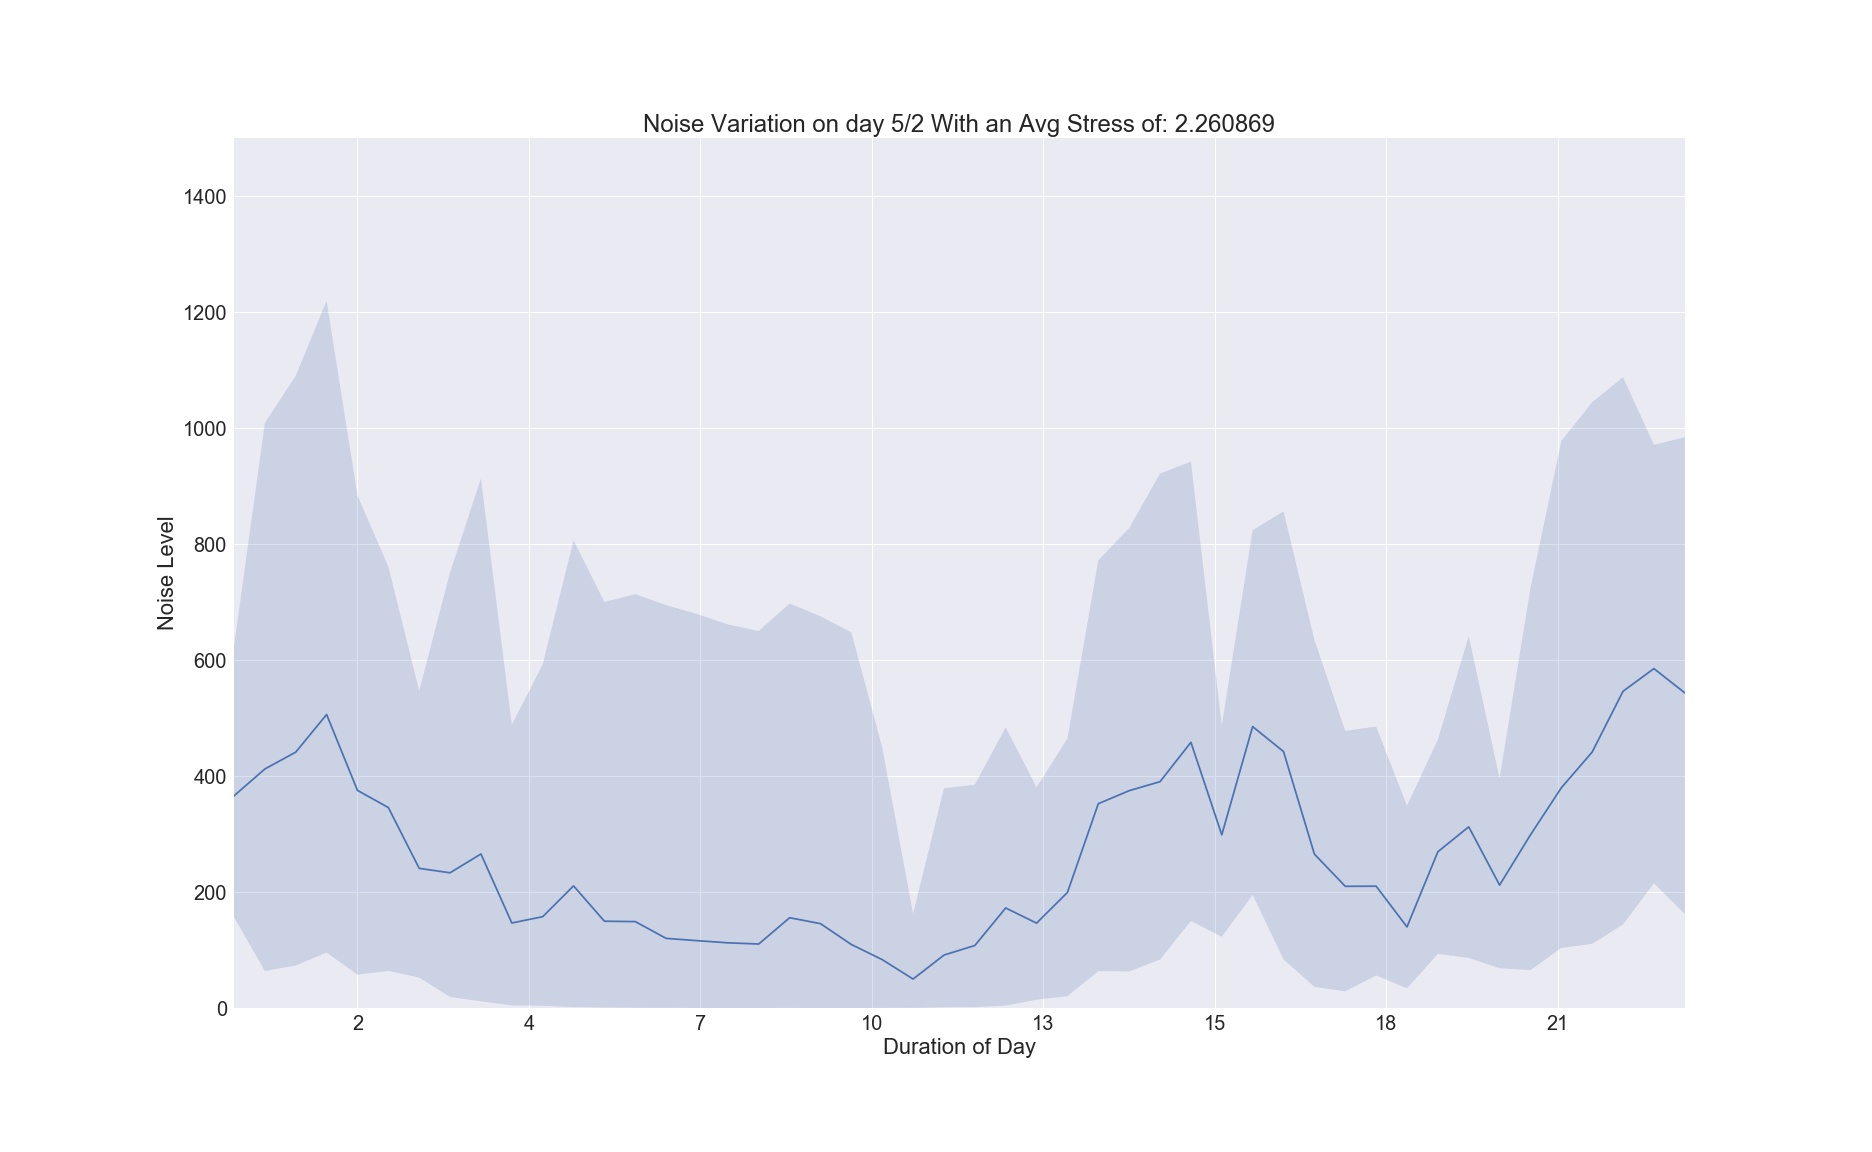 Noise Variation on day 5/2 With an Avg Stress of: 2.260869
1400
1200
1000
800
600
400
200
0
Noise Level
2 4 7 10 13 15 18 21
Duration of Day